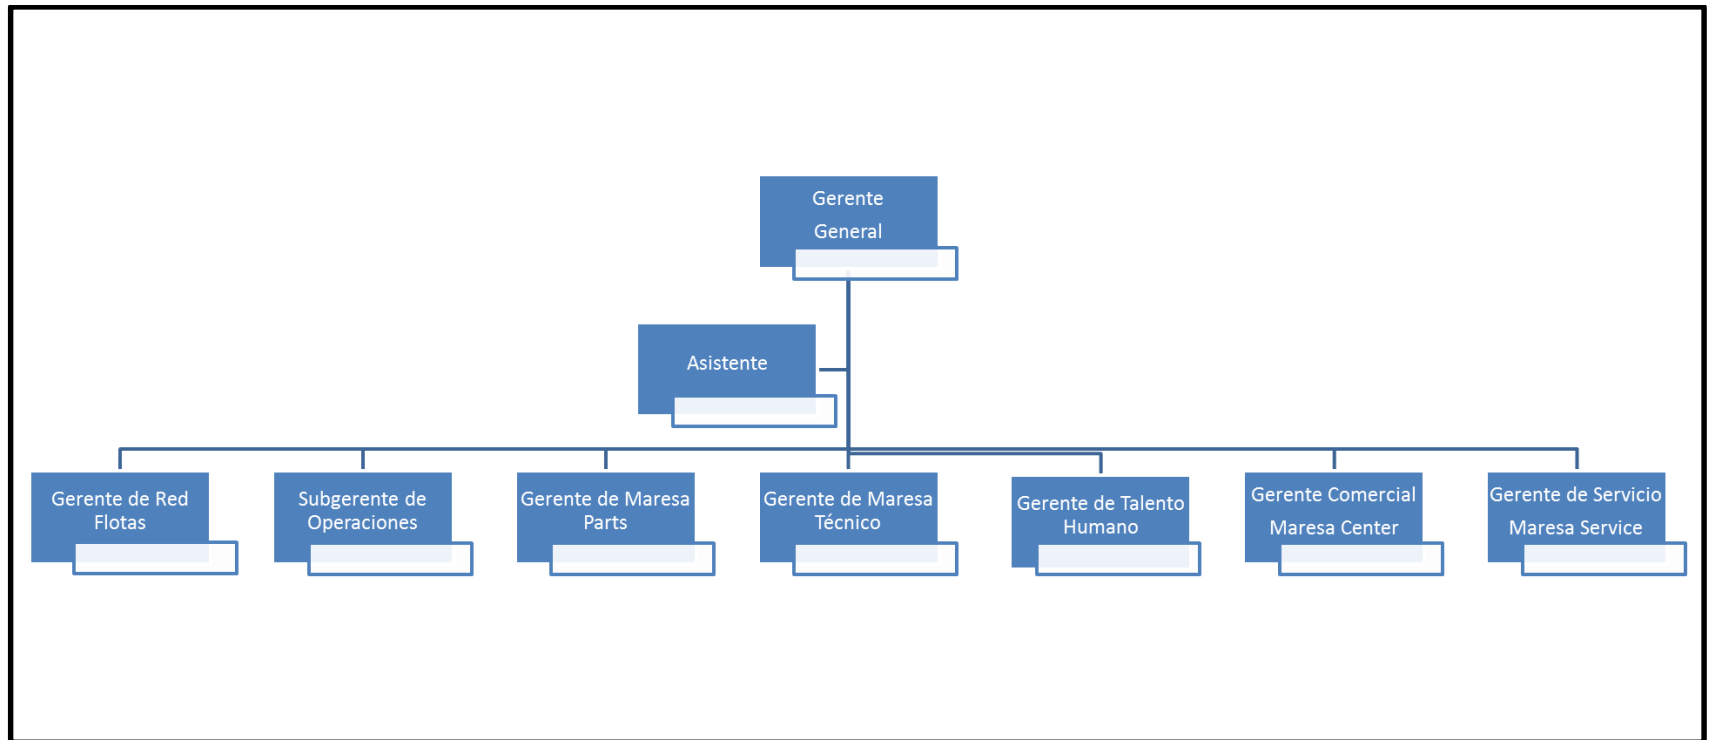 Gerente
General
Asistente
Gerente de Red
Flotas
Subgerente de
Operaciones
Gerente de Maresa
Parts
Gerente de Maresa
Técnico
Gerente de Talento
Humano
Gerente Comercial
Maresa Center
Gerente de Servicio
Maresa Service